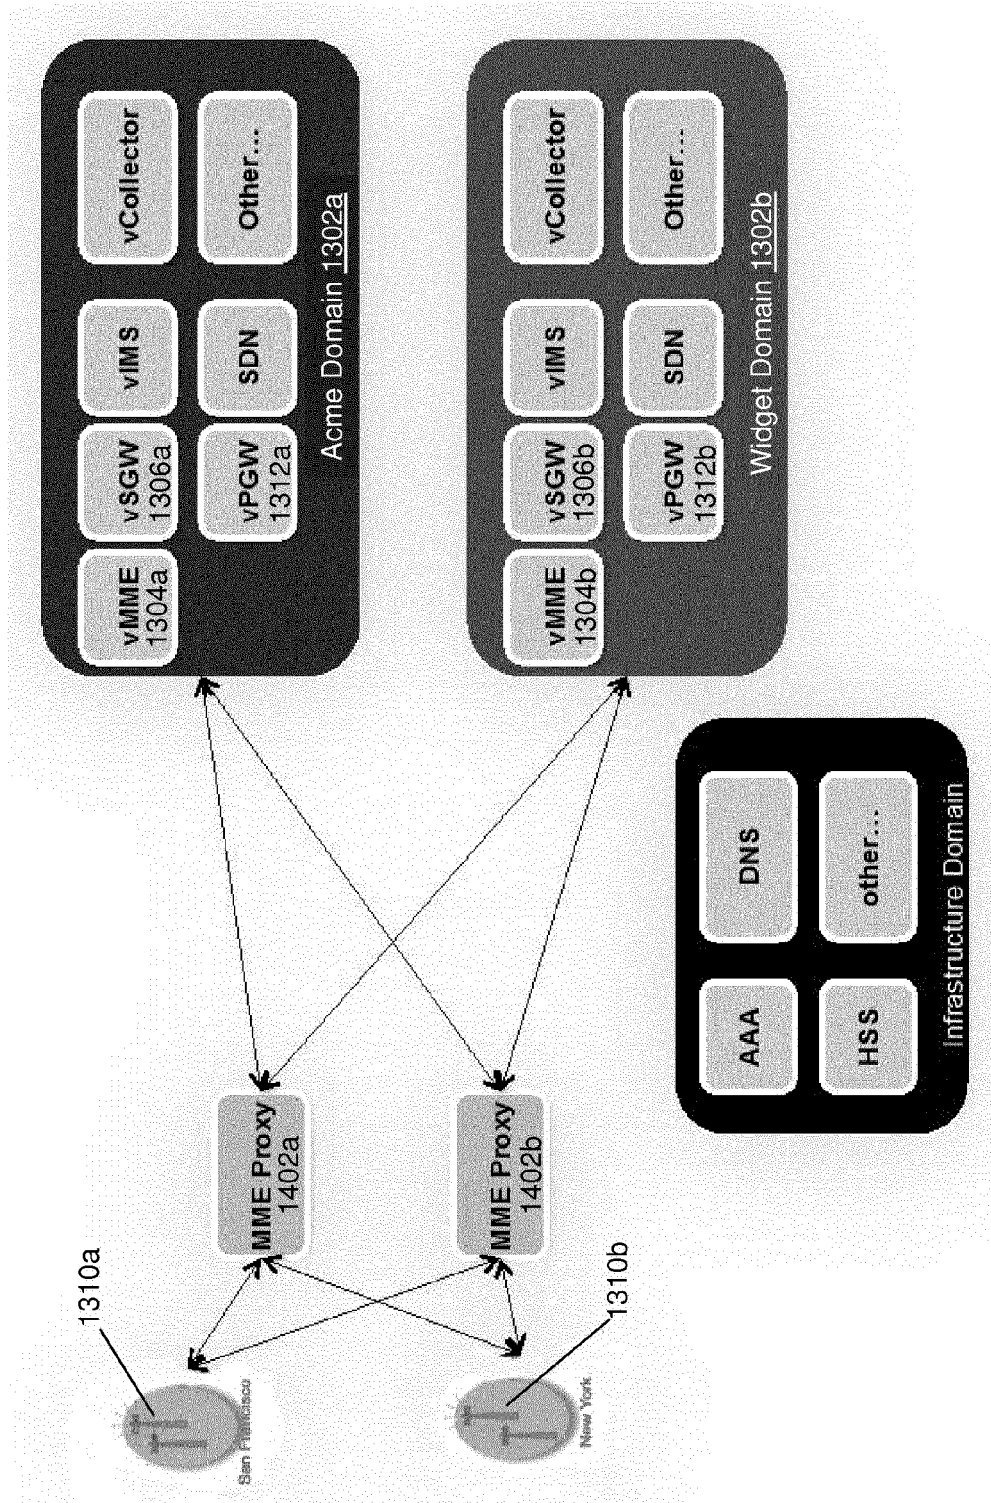 1310a
San Francisco
1310b
New York
MME Proxy
1402a
MME Proxy
1402b
vMME
1304a
vSGW
1306a
vIMS
vCollector
vPGW
1312a
SDN
Other...
Acme Domain 1302a
vMME
1304b
vSGW
1306b
vIMS
vCollector
vPGW
1312b
SDN
Other...
Widget Domain 1302b
AAA
DNS
HSS
other...
Infrastructure Domain